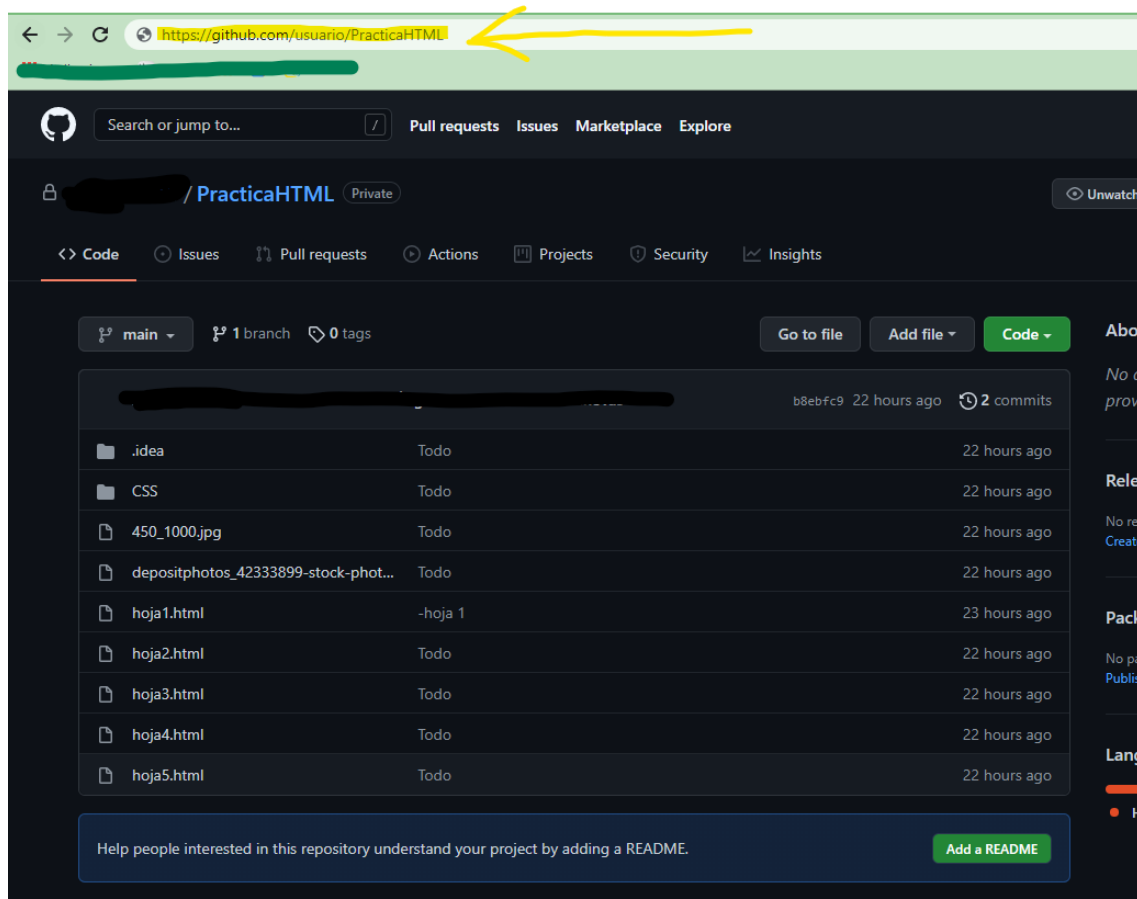 https://github.com/usuario/PracticaHTML
Search or jump to... / Pull requests Issues Marketplace Explore
/ PracticaHTML Private Unwatch
Code Issues Pull requests Actions Projects Security Insights
main 1 branch 0 tags Go to file Add file Code
b8ebfc9 22 hours ago 2 commits
.idea Todo 22 hours ago
CSS Todo 22 hours ago
450_1000.jpg Todo 22 hours ago
depositphotos_42333899-stock-phot... Todo 22 hours ago
hoja1.html -hoja 1 23 hours ago
hoja2.html Todo 22 hours ago
hoja3.html Todo 22 hours ago
hoja4.html Todo 22 hours ago
hoja5.html Todo 22 hours ago
Help people interested in this repository understand your project by adding a README. Add a README
Abo
No
prov
Rele
No re
Creat
Pack
No pa
Publis
Lang